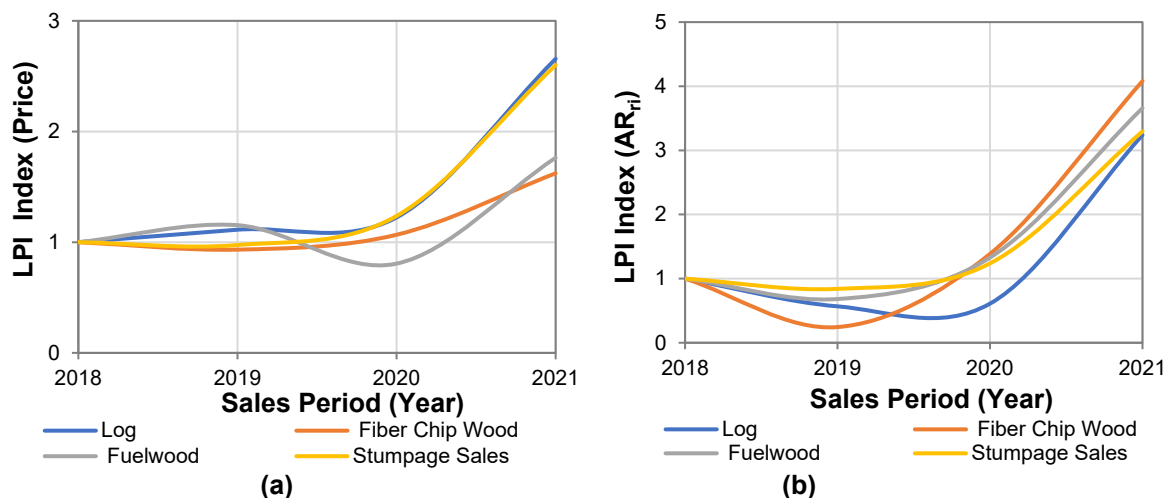 3
2
1
0
LPI Index (Price)
2018 2019 2020 2021
Sales Period (Year)
Log Fiber Chip Wood
Fuelwood Stumpage Sales
(a)
5
4
3
2
1
0
LPI Index (ARri)
2018 2019 2020 2021
Sales Period (Year)
Log Fiber Chip Wood
Fuelwood Stumpage Sales
(b)